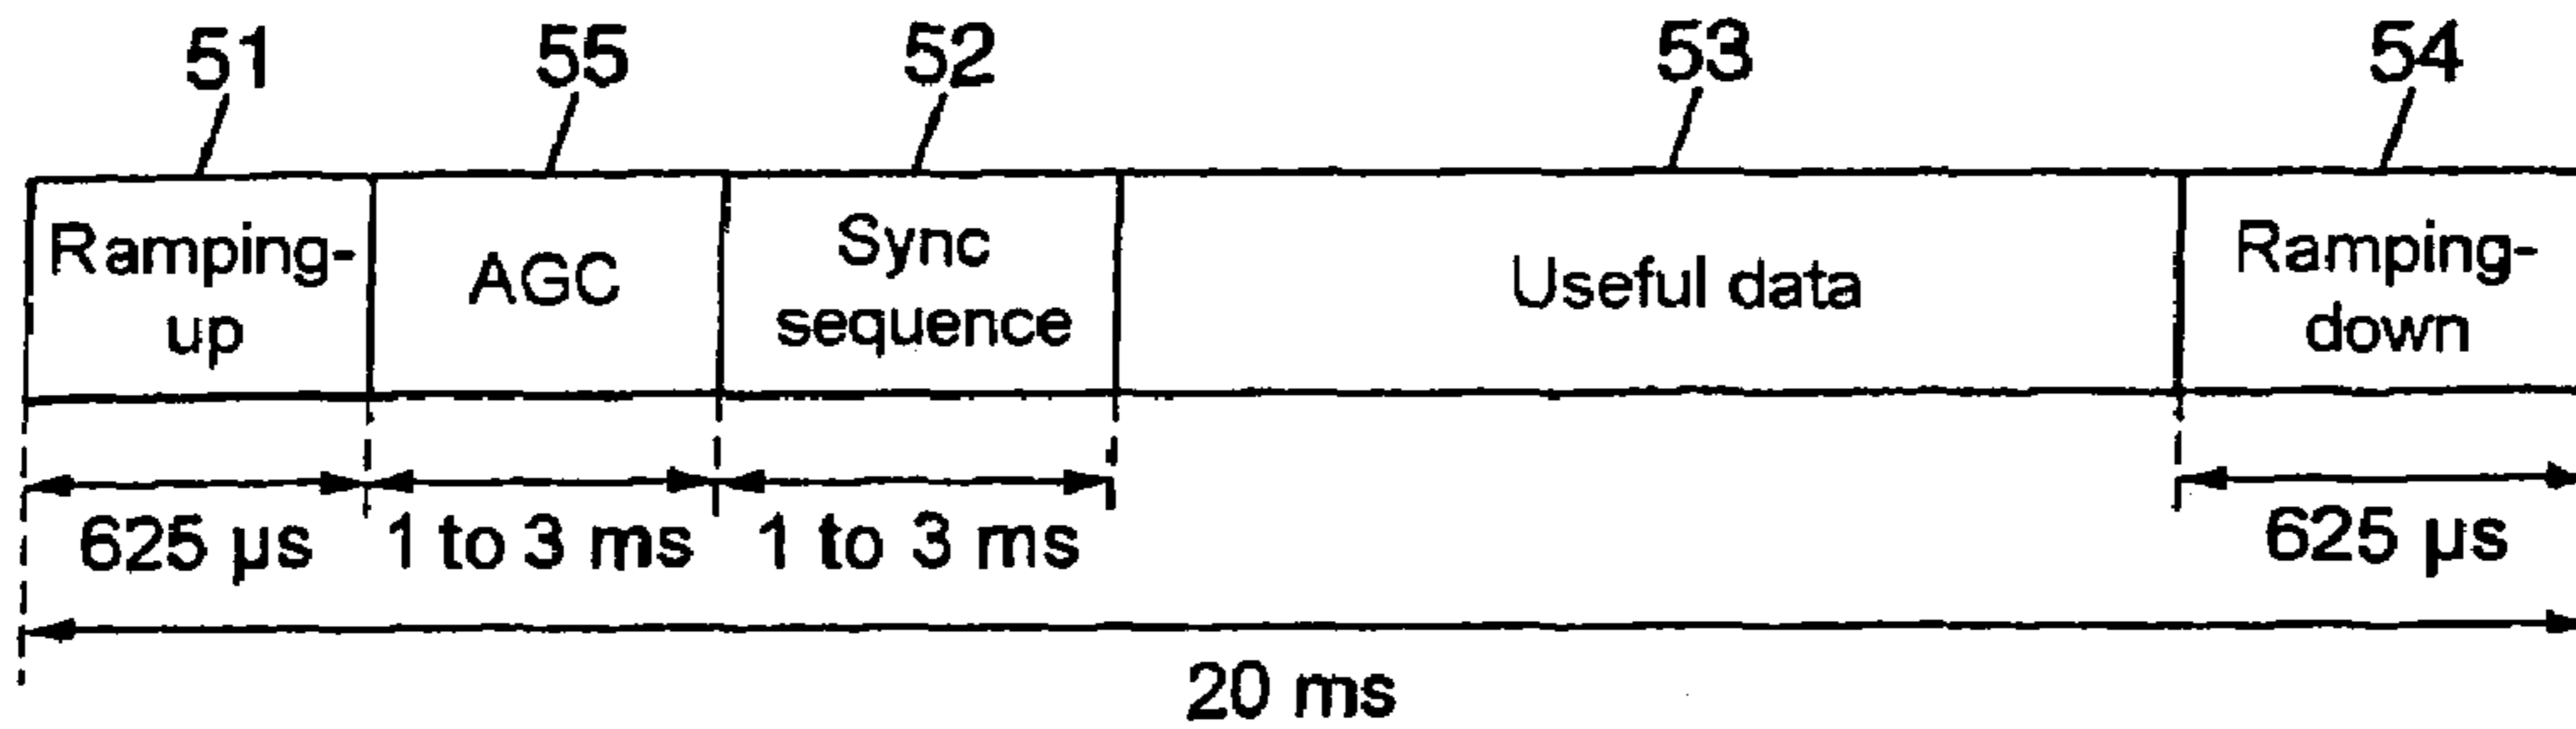 51 55 52 53 54
Ramping-
up
AGC
Sync
sequence
Useful data
Ramping-
down
625 µs 1 to 3 ms 1 to 3 ms 625 µs
20 ms